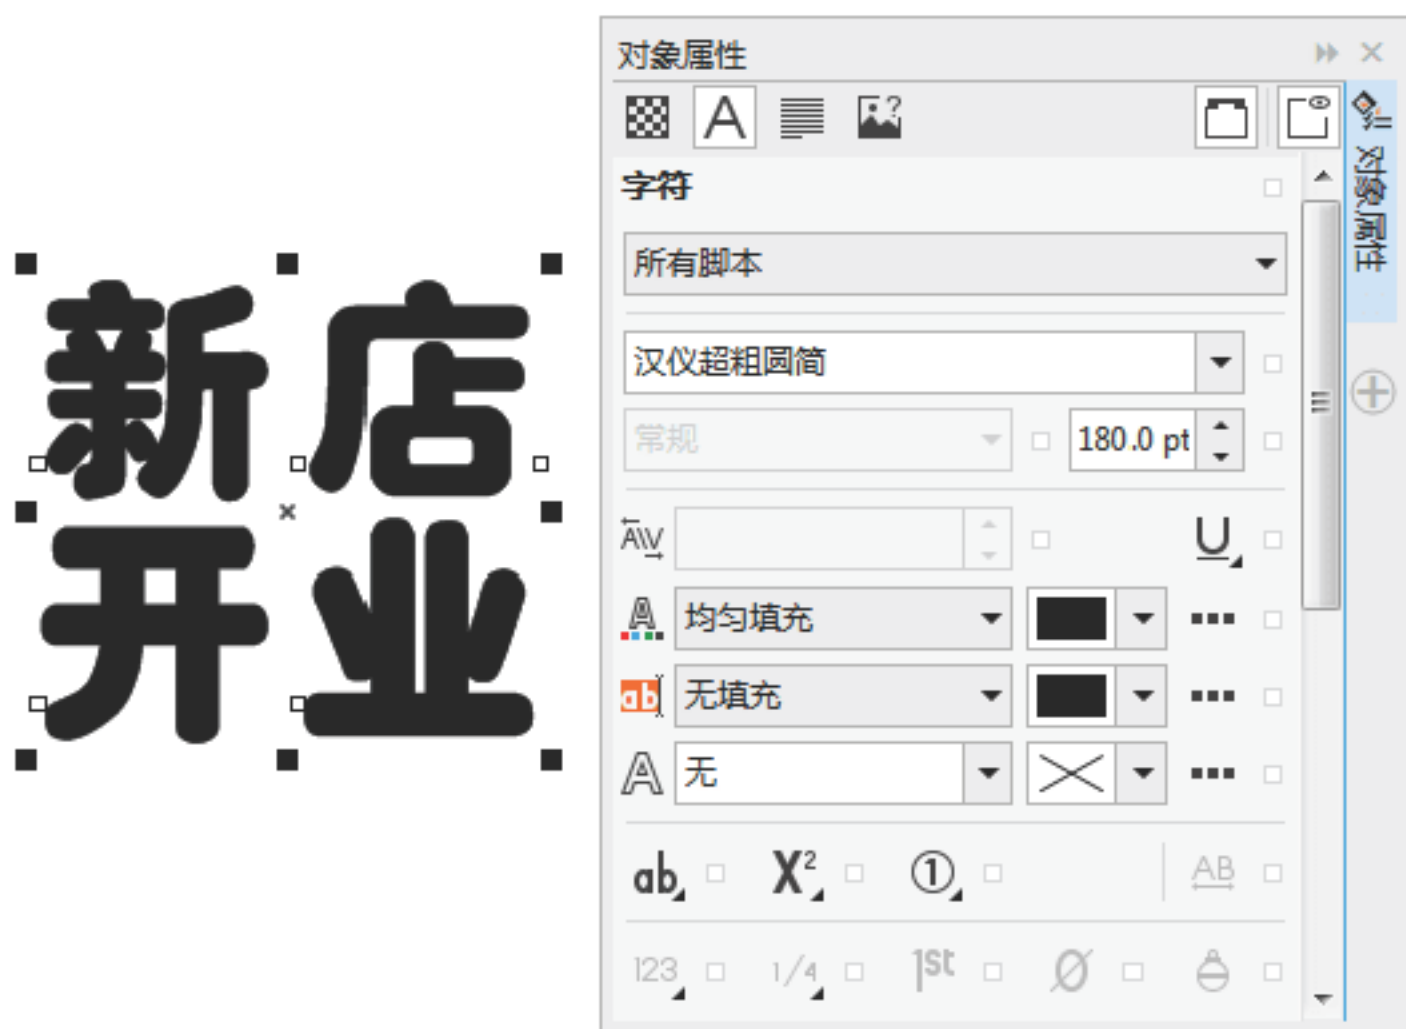 对象属性
A
?
对象属性
字符
所有脚本
汉仪超粗圆简
常规
180.0 pt
新店
开业
AV
U
A
均匀填充
ab
无填充
A
无
ab
X²
①
AB
123
1/4
1st
Ø